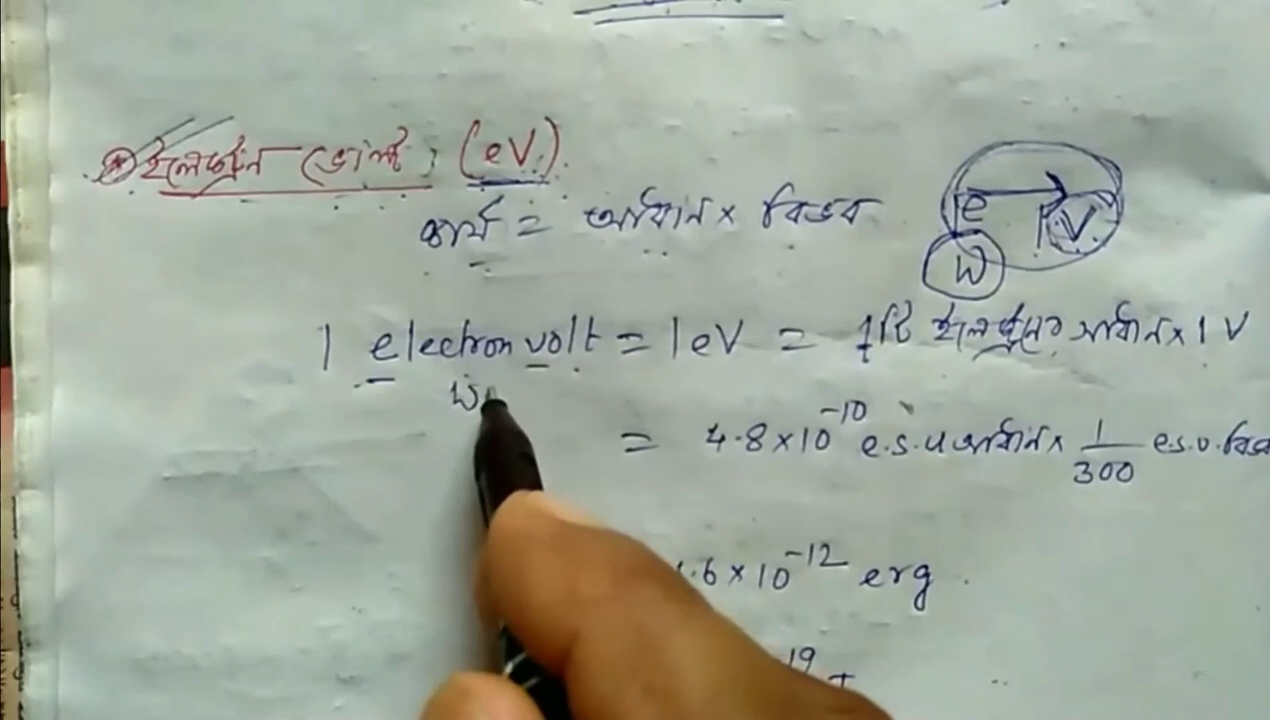 ইলেকট্রন ভোল্ট : (eV).
কার্য = আধান × বিভব
e V
W
1 electron volt = 1eV = 1টি ইলেকট্রনের আধান × 1 V
W
= 4.8×10⁻¹⁰ e.s.u আধান × 1/300 e.s.u.
.6 × 10⁻¹² erg .
19 J